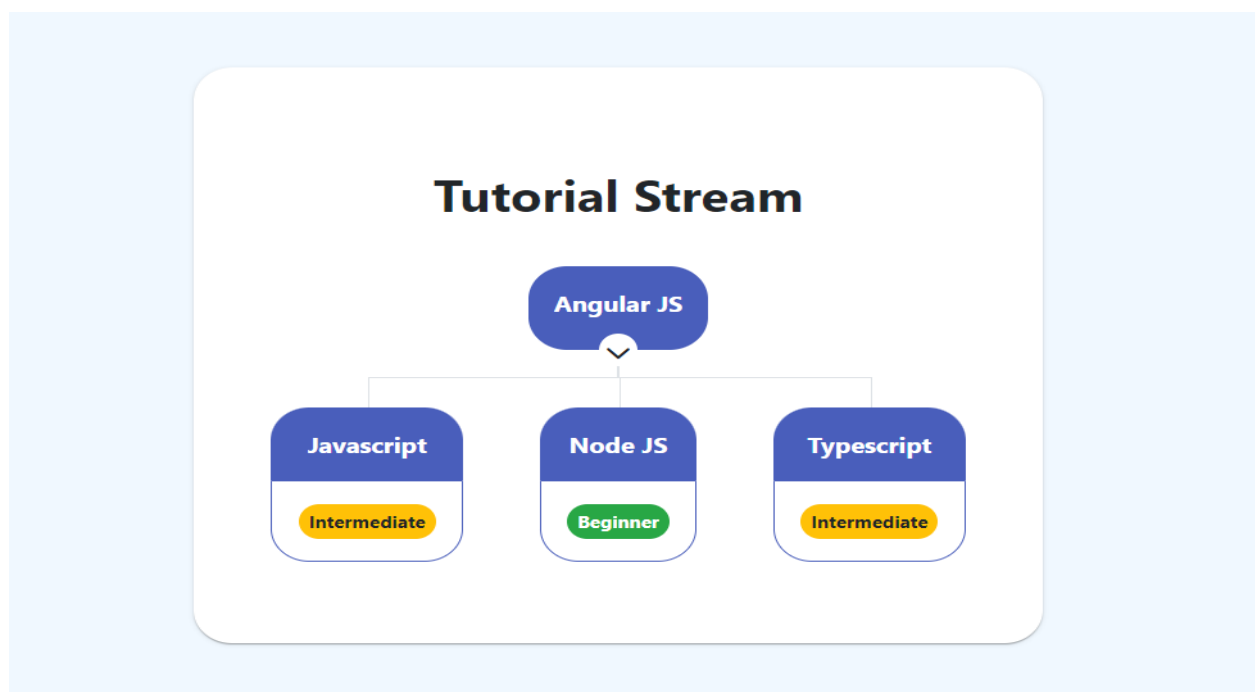 Tutorial Stream
Angular JS
Javascript
Node JS
Typescript
Intermediate
Beginner
Intermediate